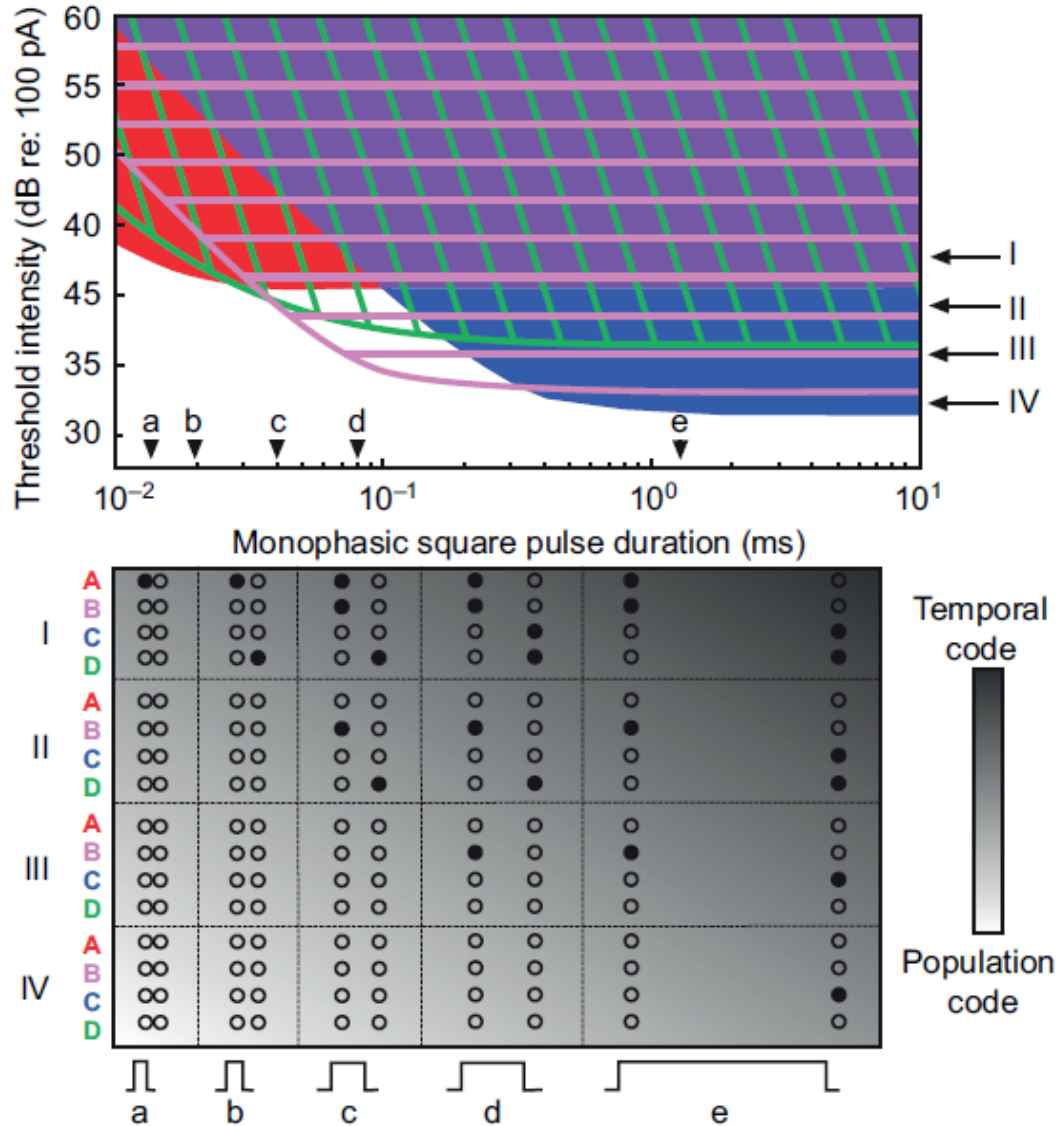 Threshold intensity (dB re: 100 pA)
60
55
50
40
45
35
30
a b c d e
I
II
III
IV
10⁻² 10⁻¹ 10⁰ 10¹
Monophasic square pulse duration (ms)
I
A
B
C
D
II
A
B
C
D
III
A
B
C
D
IV
A
B
C
D
a b c d e
Temporal
code
Population
code